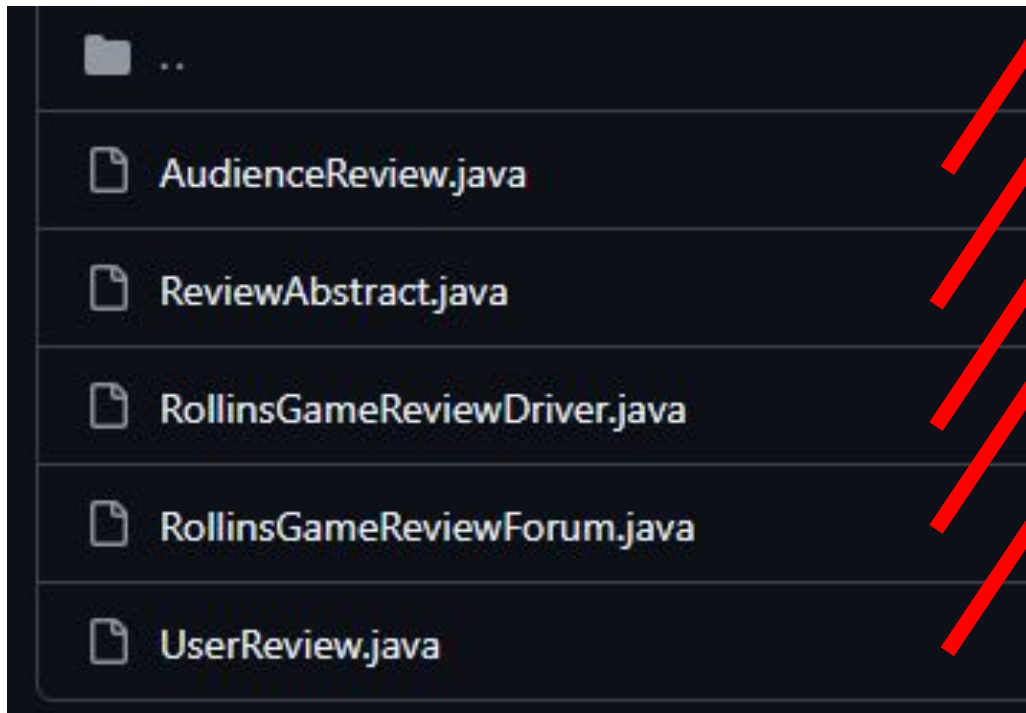 ..
AudienceReview.java
ReviewAbstract.java
RollinsGameReviewDriver.java
RollinsGameReviewForum.java
UserReview.java